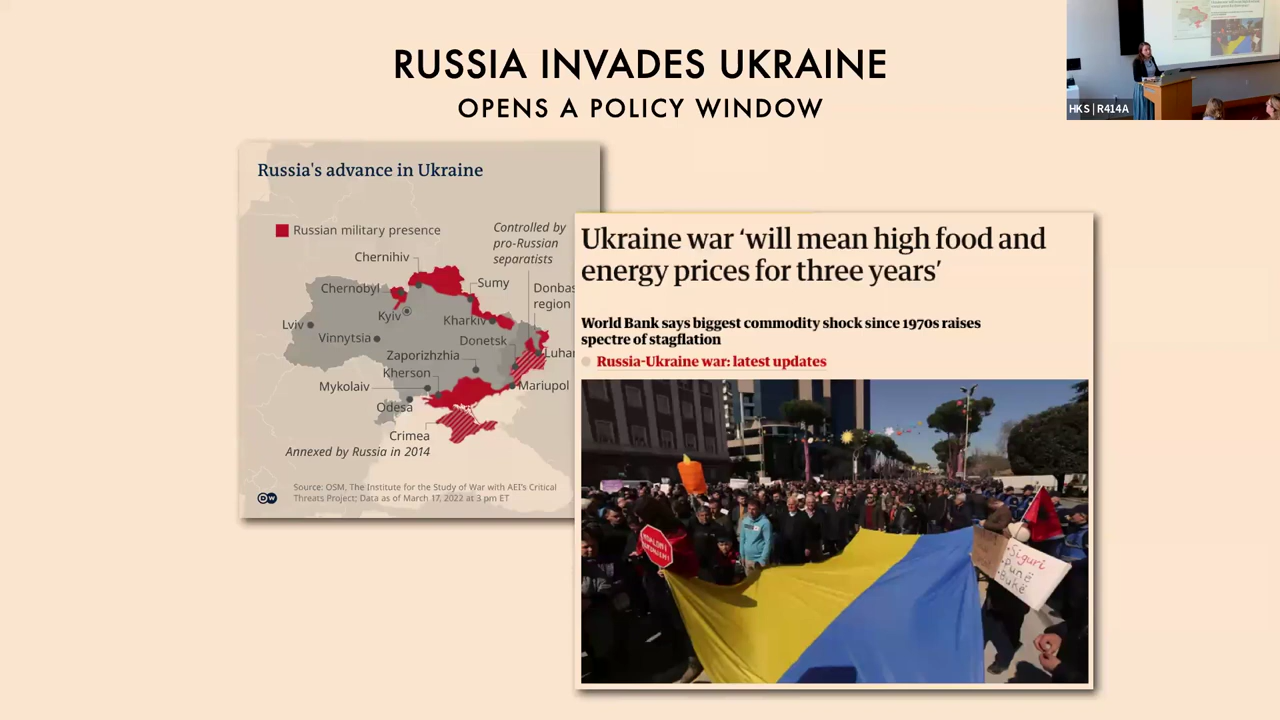 RUSSIA INVADES UKRAINE
OPENS A POLICY WINDOW
HKS | R414A
Russia's advance in Ukraine
Russian military presence
Controlled by
pro-Russian
separatists
Chernihiv
Chernobyl
Sumy
Donbas
region
Kyiv
Lviv
Kharkiv
Vinnytsia
Donetsk
Zaporizhzhia
Luhan
Kherson
Mykolaiv
Mariupol
Odesa
Crimea
Annexed by Russia in 2014
DW
Source: OSM, The Institute for the Study of War with AEI's Critical
Threats Project; Data as of March 17, 2022 at 3 pm ET
Ukraine war ‘will mean high food and
energy prices for three years’
World Bank says biggest commodity shock since 1970s raises
spectre of stagflation
Russia-Ukraine war: latest updates
Siguri
Punë
Bukë